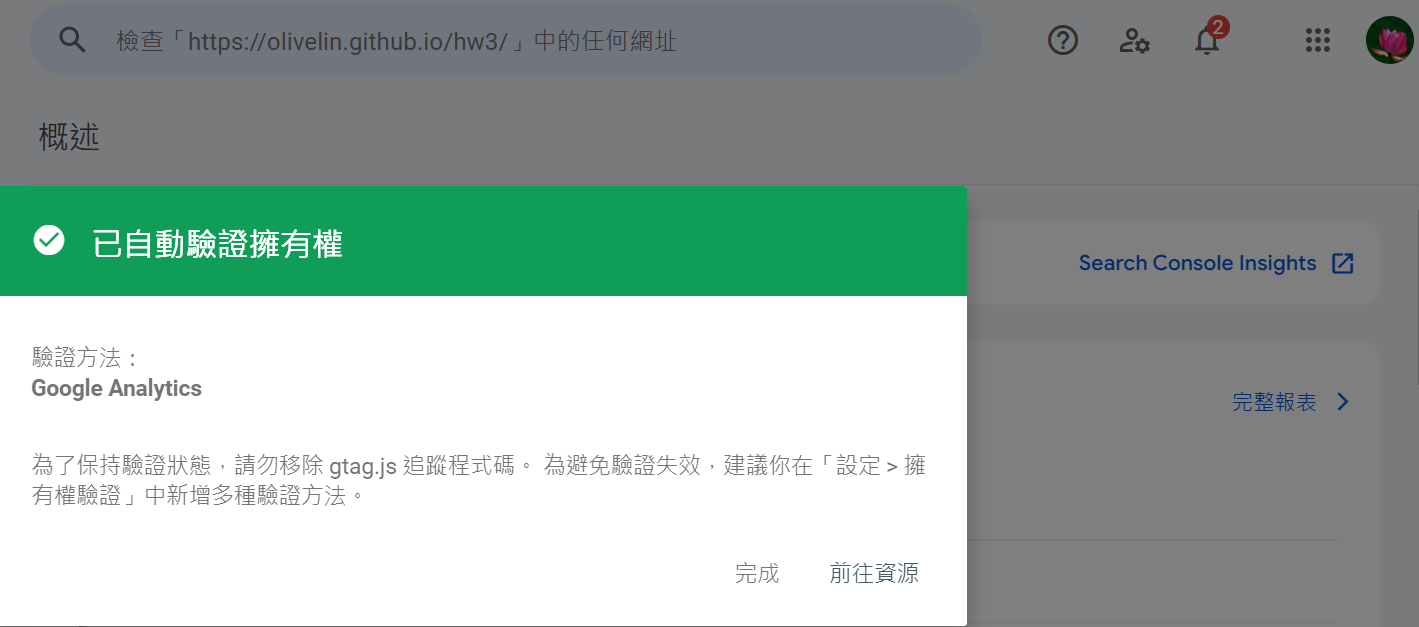 檢查「https://olivelin.github.io/hw3/」中的任何網址
2
概述
已自動驗證擁有權
Search Console Insights
驗證方法：
Google Analytics
完整報表
為了保持驗證狀態，請勿移除 gtag.js 追蹤程式碼。 為避免驗證失效，建議你在「設定 > 擁
有權驗證」中新增多種驗證方法。
完成 前往資源